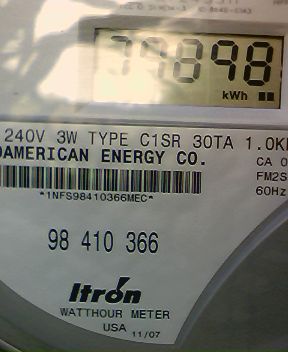 79898
kWh
240V 3W TYPE C1SR 30TA 1.0K
AMERICAN ENERGY CO.
CA 0
FM2S
*1NFS98410366MEC*
60Hz
98 410 366
Itron
WATTHOUR METER
USA 11/07